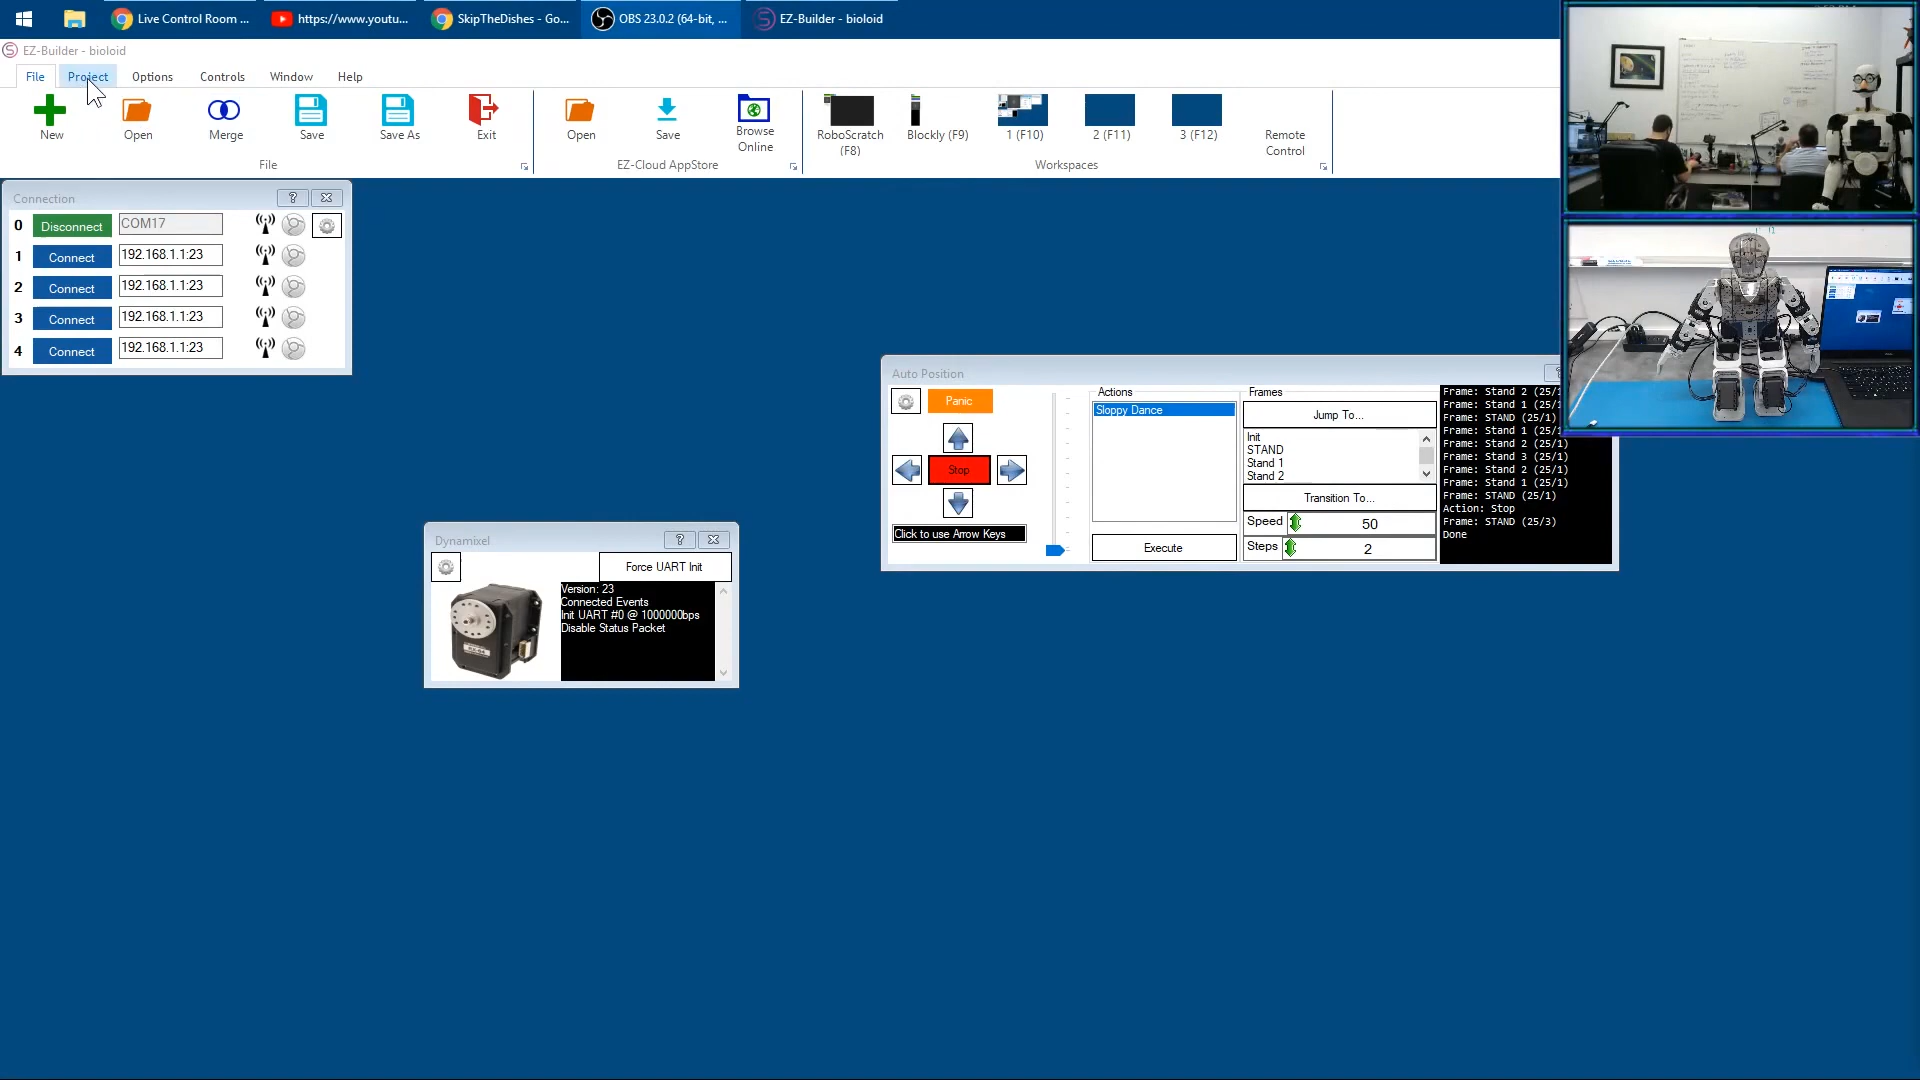 Live Control Room ...
https://www.youtu...
SkipTheDishes - Go...
OBS 23.0.2 (64-bit, ...
EZ-Builder - bioloid
EZ-Builder - bioloid
File
Project
Options
Controls
Window
Help
New
Open
Merge
Save
Save As
Exit
File
Open
Save
Browse
Online
EZ-Cloud AppStore
RoboScratch
(F8)
Blockly (F9)
1 (F10)
2 (F11)
3 (F12)
Remote
Control
Workspaces
Connection
?
0
Disconnect
COM17
1
Connect
192.168.1.1:23
2
Connect
192.168.1.1:23
3
Connect
192.168.1.1:23
4
Connect
192.168.1.1:23
Auto Position
Panic
Stop
Click to use Arrow Keys
Actions
Sloppy Dance
Execute
Frames
Jump To...
Init
STAND
Stand 1
Stand 2
Transition To...
Speed
50
Steps
2
Frame: Stand 2 (25/1
Frame: Stand 1 (25/1
Frame: STAND (25/1)
Frame: Stand 1 (25/1
Frame: Stand 2 (25/1)
Frame: Stand 3 (25/1)
Frame: Stand 2 (25/1)
Frame: Stand 1 (25/1)
Frame: STAND (25/1)
Action: Stop
Frame: STAND (25/3)
Done
Dynamixel
?
Force UART Init
Version: 23
Connected Events
Init UART #0 @ 1000000bps
Disable Status Packet